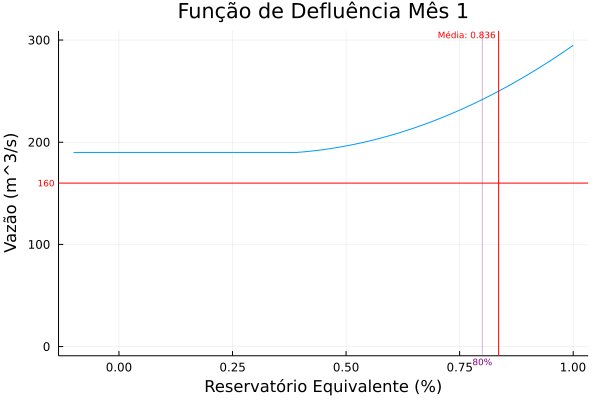 Função de Defluência Mês 1
Média: 0.836
300
200
160
100
0
Vazão (m^3/s)
0.00
0.25
0.50
0.75
80%
1.00
Reservatório Equivalente (%)